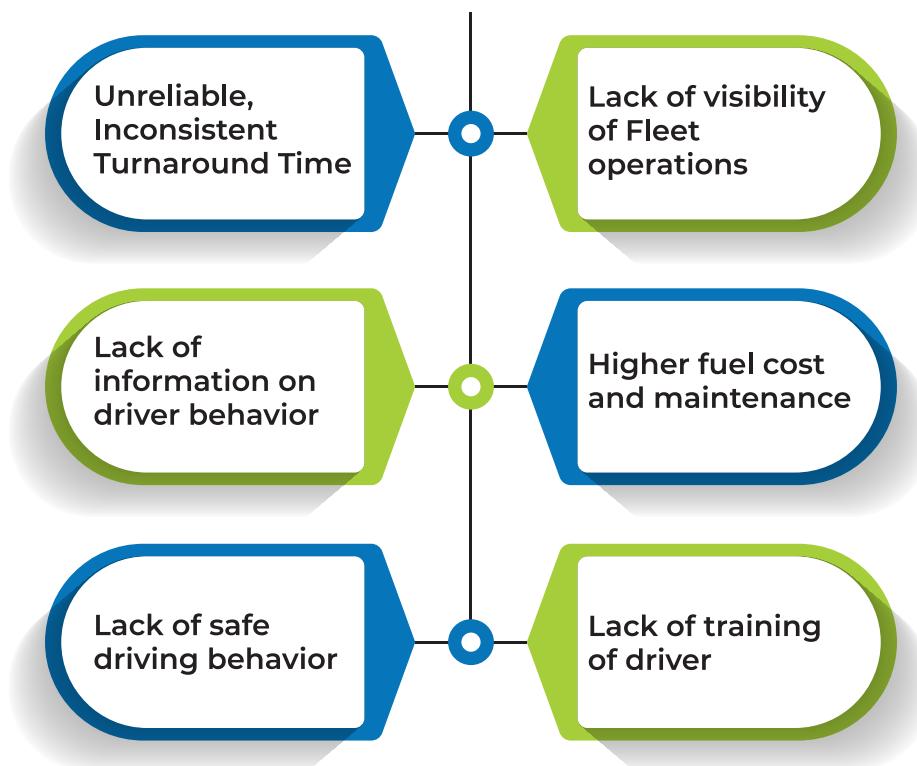 Unreliable,
Inconsistent
Turnaround Time
Lack of visibility
of Fleet
operations
Lack of
information on
driver behavior
Higher fuel cost
and maintenance
Lack of safe
driving behavior
Lack of training
of driver